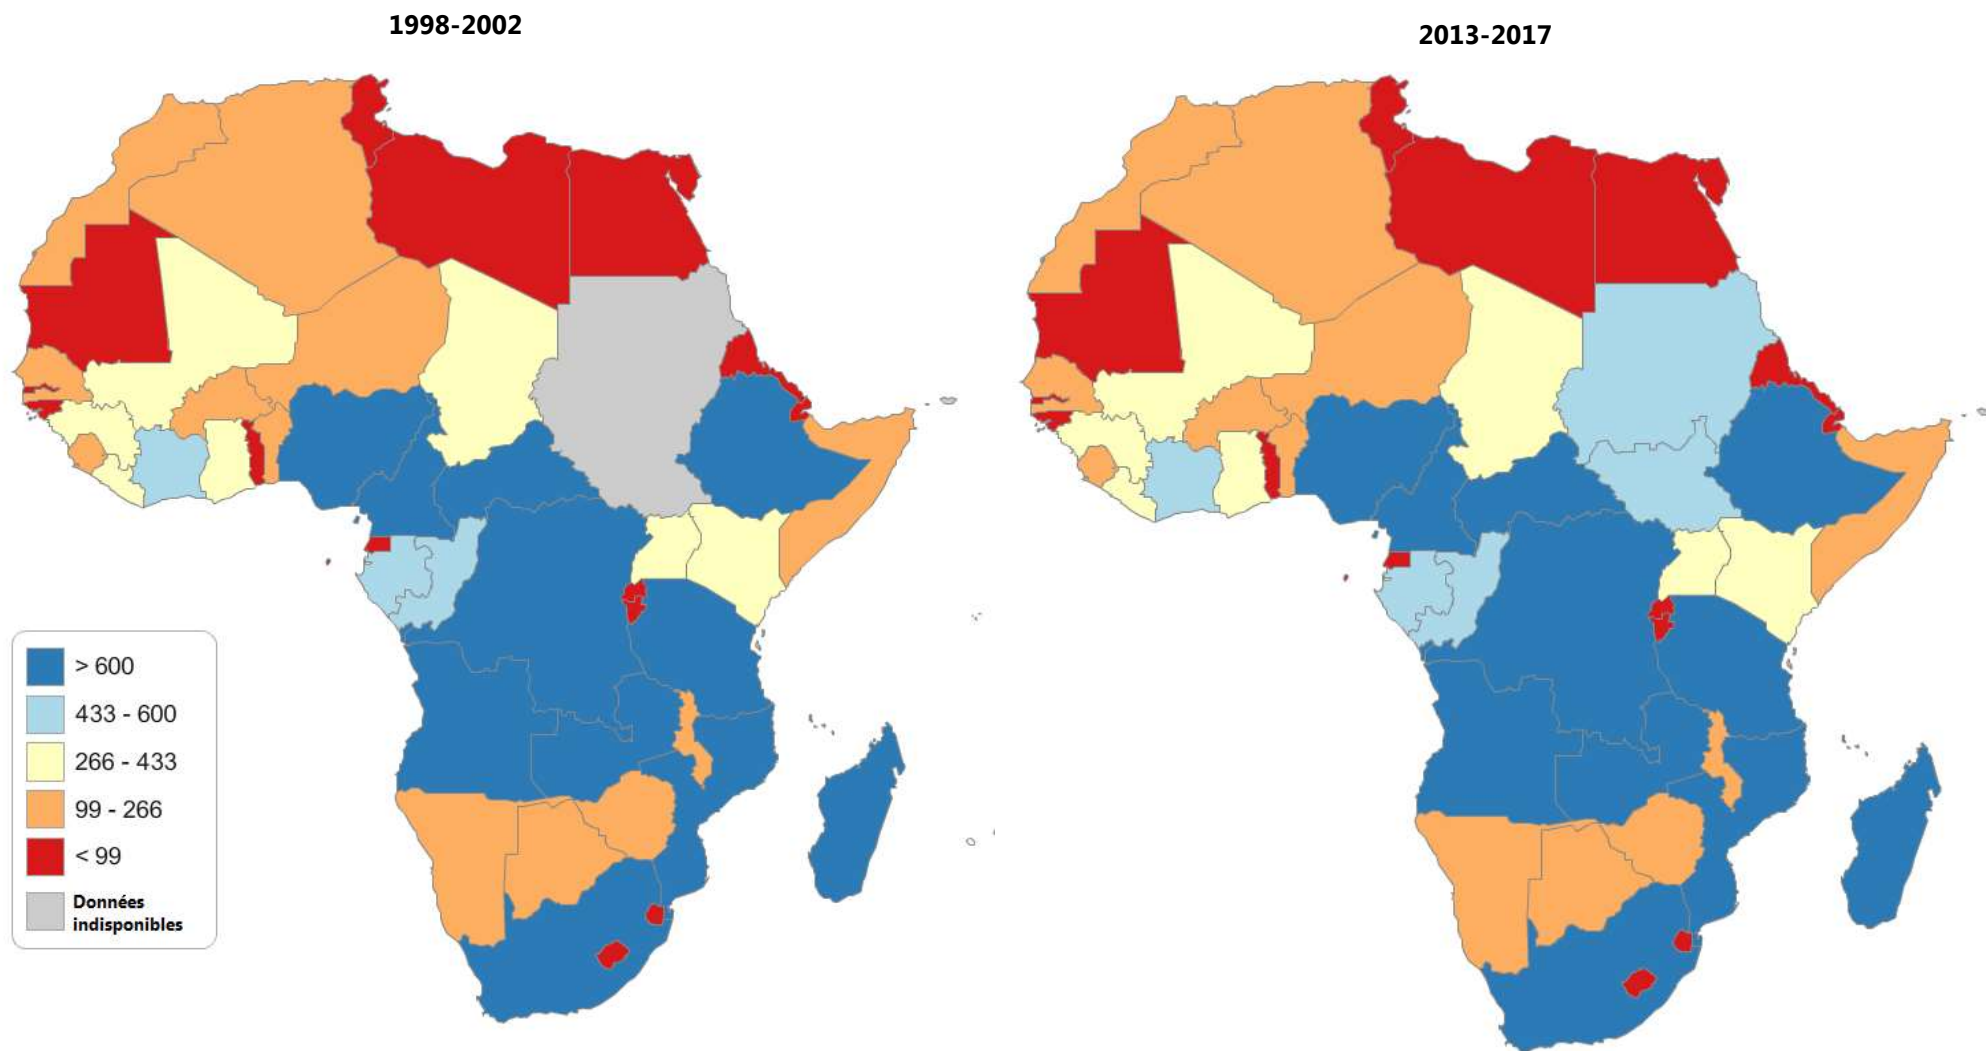 1998-2002
2013-2017
> 600
433 - 600
266 - 433
99 - 266
< 99
Données
indisponibles